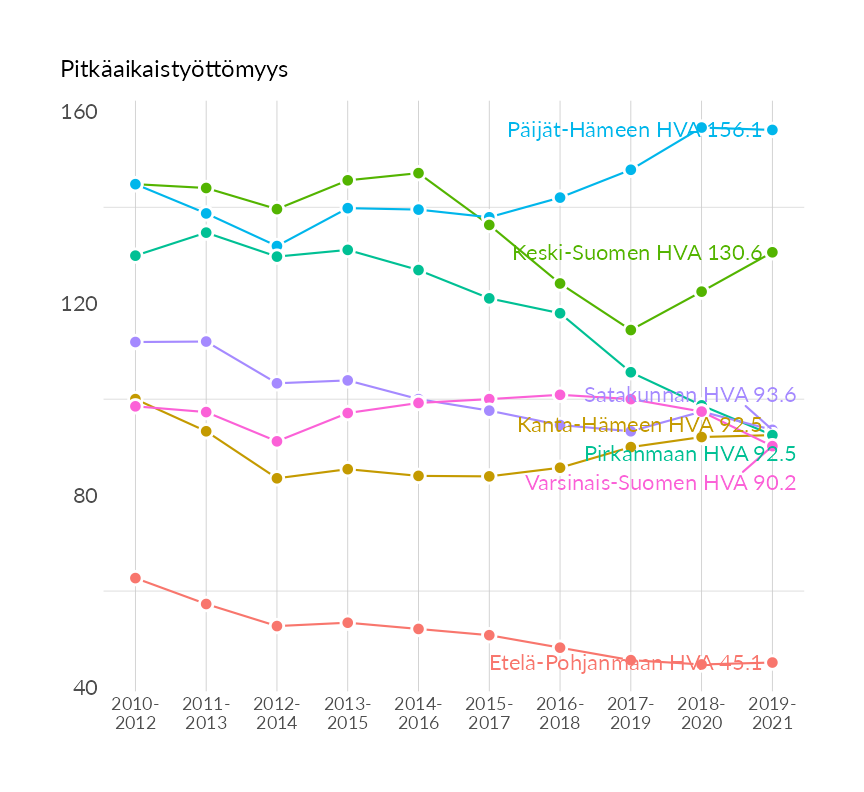 Pitkäaikaistyöttömyys
160
Päijät-Hämeen HVA 156.1
Keski-Suomen HVA 130.6
120
Satakunnan HVA 93.6
Kanta-Hämeen HVA 92.5
Pirkanmaan HVA 92.5
Varsinais-Suomen HVA 90.2
80
Etelä-Pohjanmaan HVA 45.1
40
2010- 2011- 2012- 2013- 2014- 2015- 2016- 2017- 2018- 2019-
2012 2013 2014 2015 2016 2017 2018 2019 2020 2021